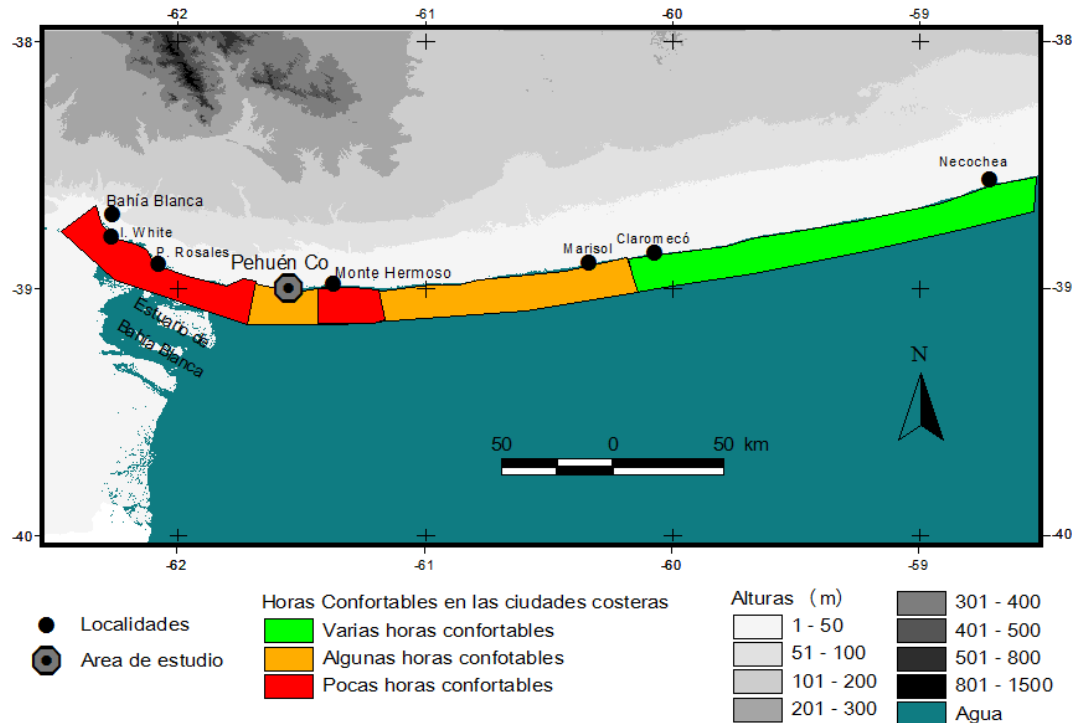 -62
-61
-60
-59
-38
-38
Necochea
Bahía Blanca
I. White
P. Rosales
Claromecó
Marisol
Pehuén Co
Monte Hermoso
-39
-39
Estuario de
Bahía Blanca
N
50 0 50 km
-40
-40
-62
-61
-60
-59
Horas Confortables en las ciudades costeras
Localidades
Varias horas confortables
Area de estudio
Algunas horas confotables
Pocas horas confortables
Alturas (m)
1 - 50
51 - 100
101 - 200
201 - 300
301 - 400
401 - 500
501 - 800
801 - 1500
Agua